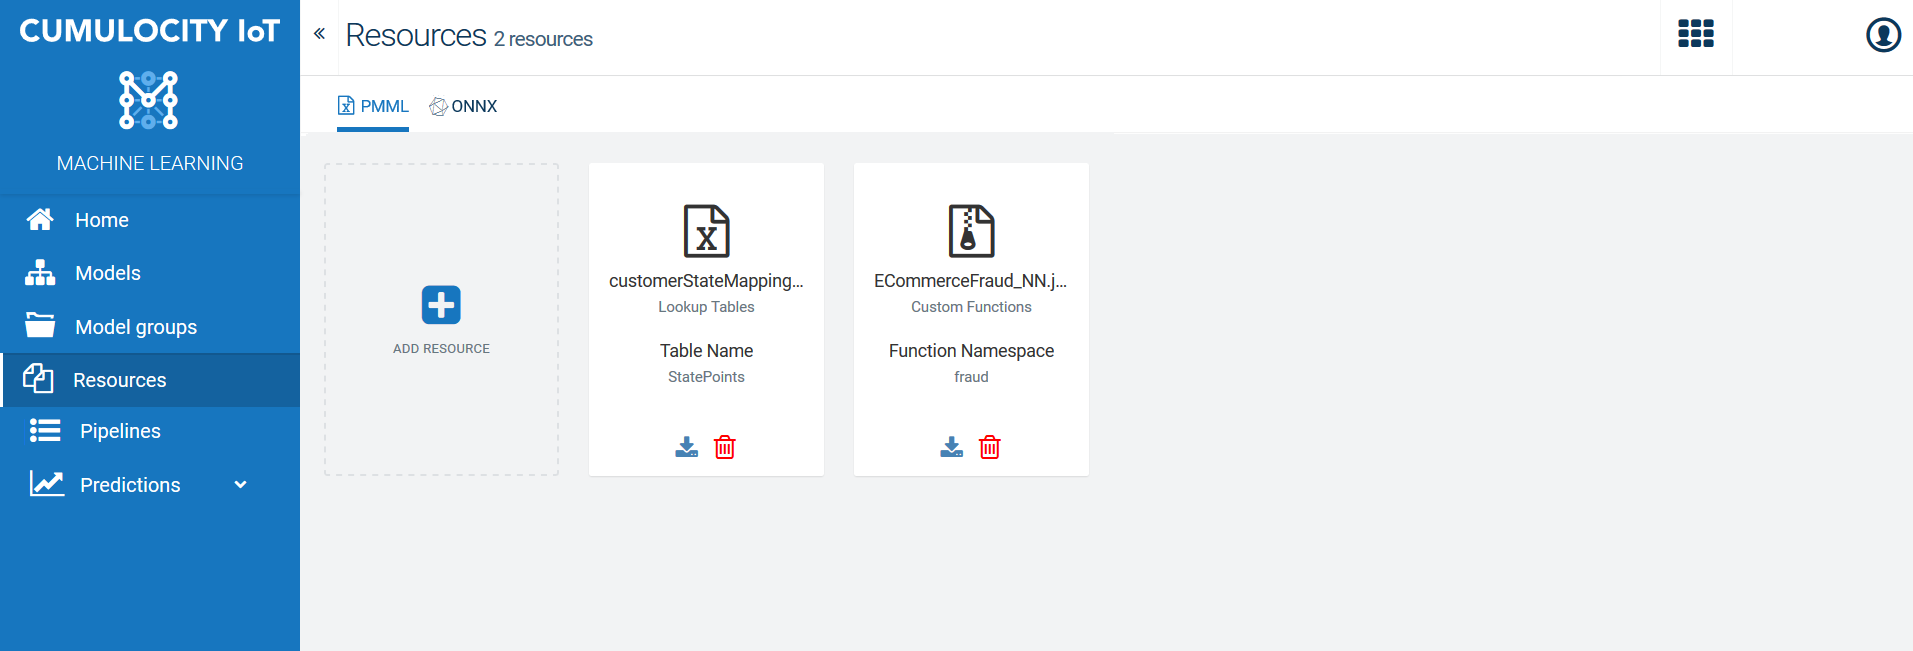 CUMULOCITY IoT
MACHINE LEARNING
Home
Models
Model groups
Resources
Pipelines
Predictions
Resources 2 resources
PMML
ONNX
ADD RESOURCE
customerStateMapping...
Lookup Tables
Table Name
StatePoints
ECommerceFraud_NN.j...
Custom Functions
Function Namespace
fraud